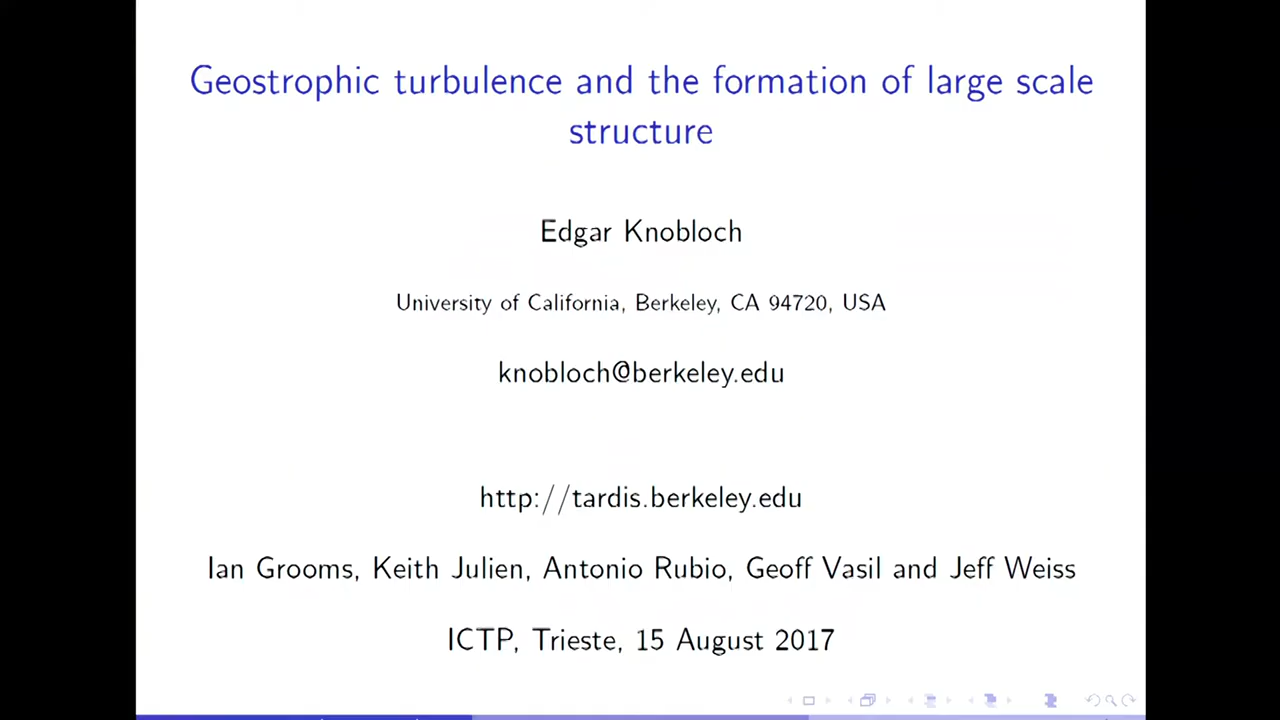 Geostrophic turbulence and the formation of large scale
structure
Edgar Knobloch
University of California, Berkeley, CA 94720, USA
knobloch@berkeley.edu
http://tardis.berkeley.edu
Ian Grooms, Keith Julien, Antonio Rubio, Geoff Vasil and Jeff Weiss
ICTP, Trieste, 15 August 2017